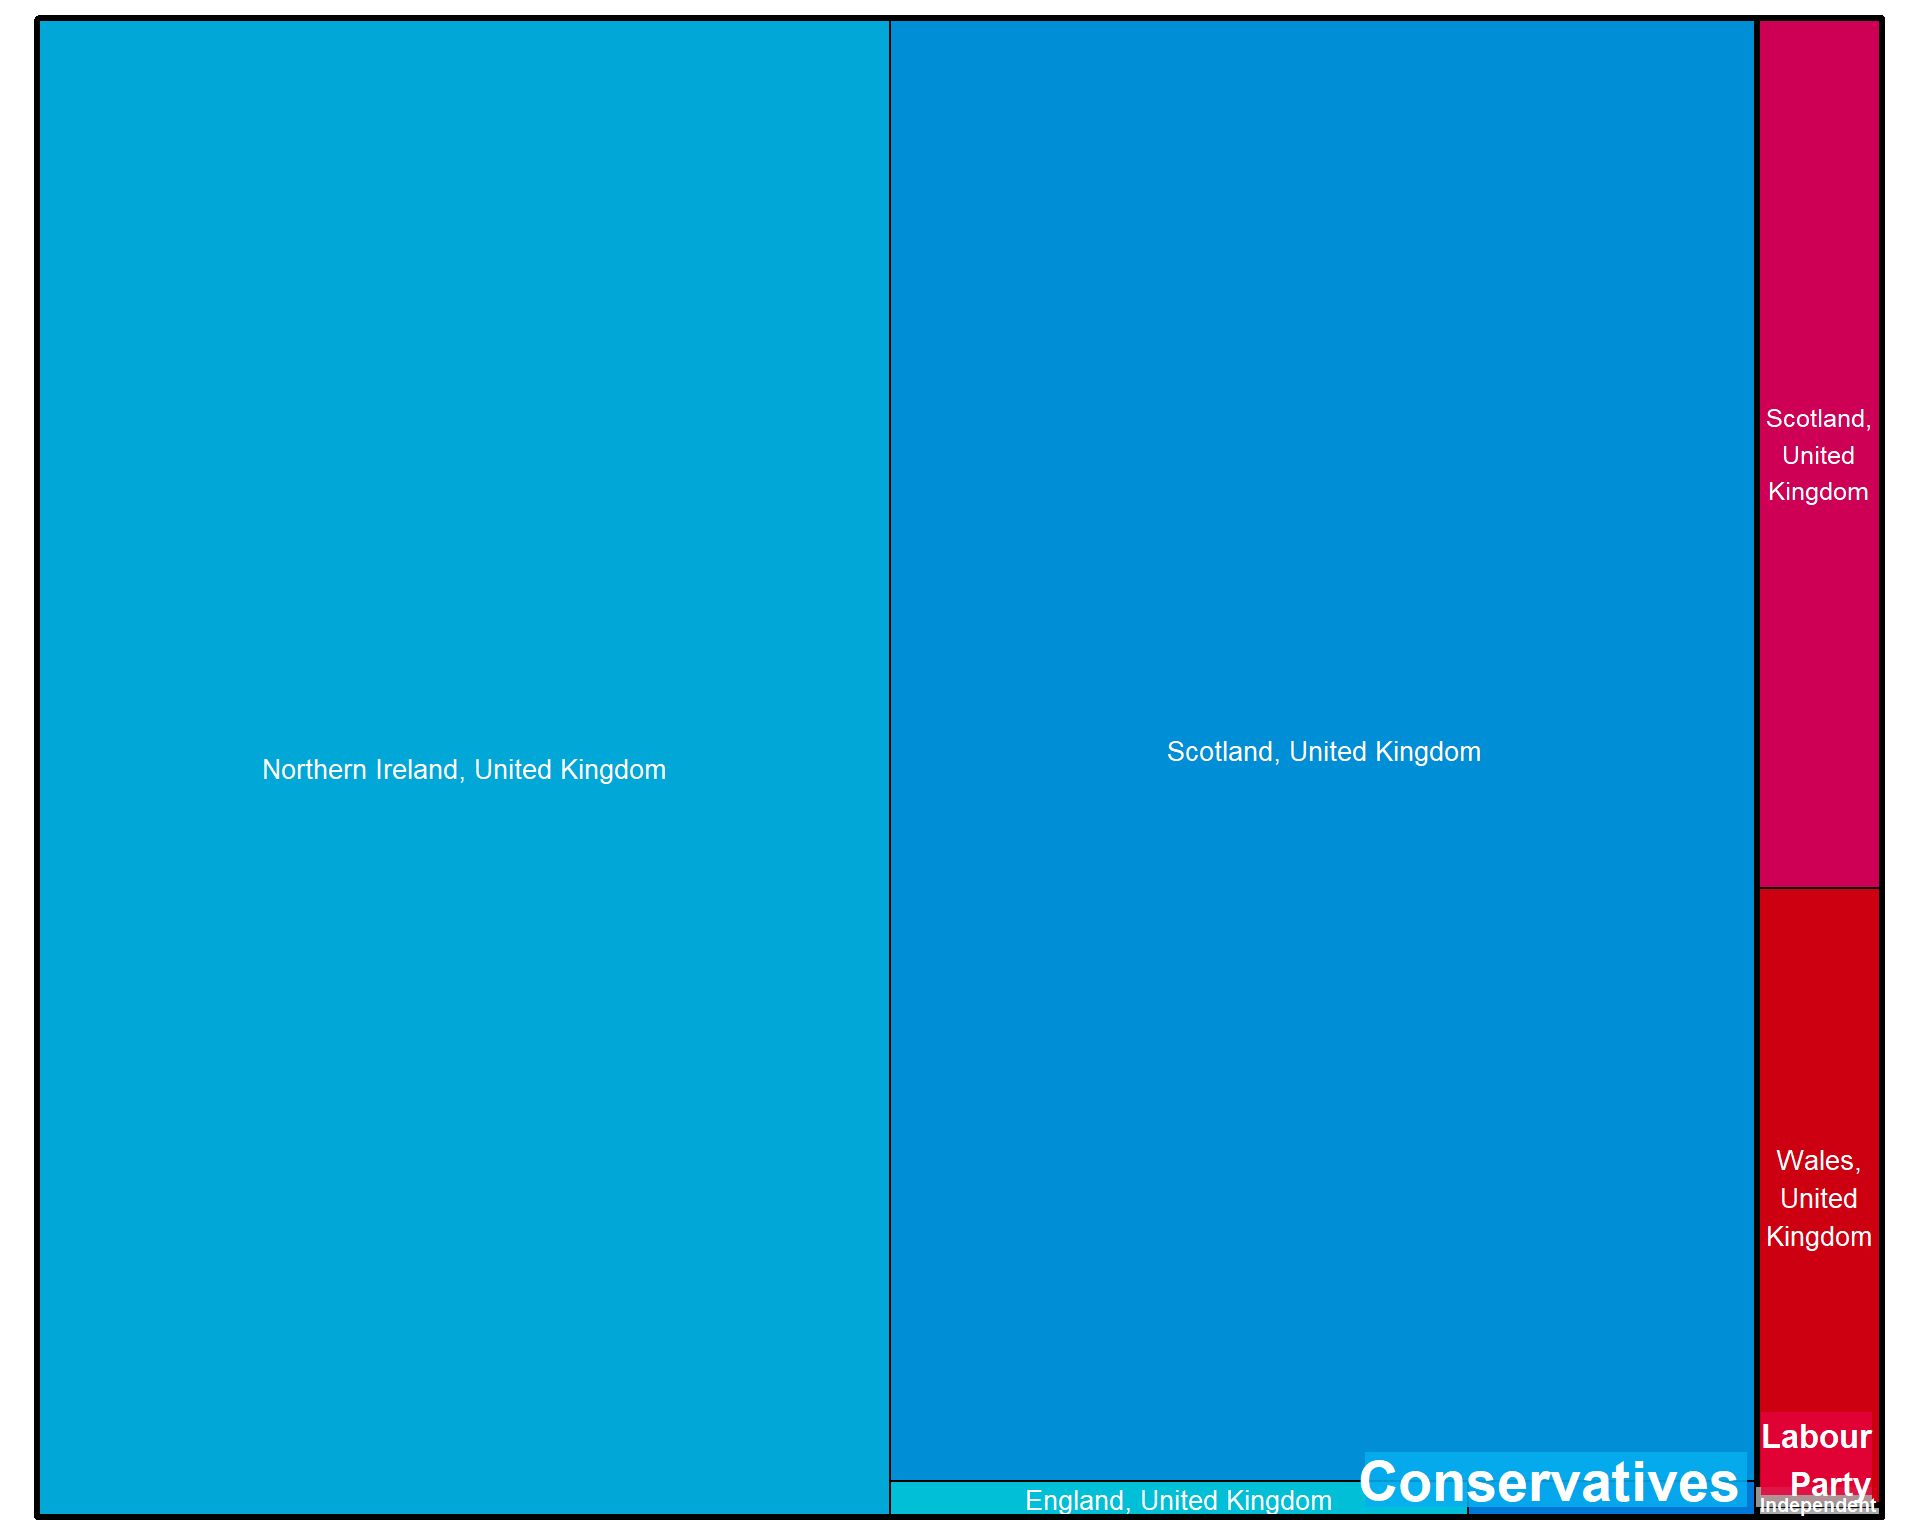 Northern Ireland, United Kingdom
Scotland, United Kingdom
England, United Kingdom
Conservatives
Scotland,
United
Kingdom
Wales,
United
Kingdom
Labour
Party
Independent